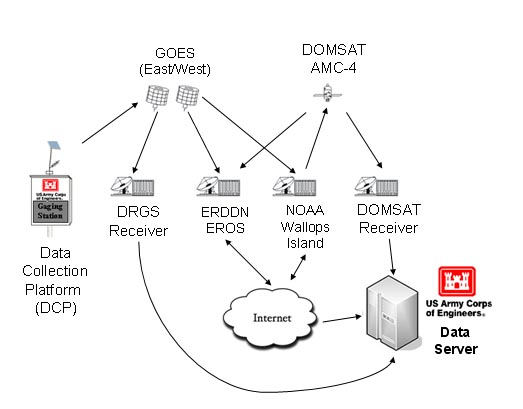 GOES
(East/West)
DOMSAT
AMC-4
US Army Corps
of Engineers
Gaging
Station
DRGS
Receiver
ERDDN
EROS
NOAA
Wallops
Island
DOMSAT
Receiver
Data
Collection
Platform
(DCP)
Internet
US Army Corps
of Engineers®
Data
Server